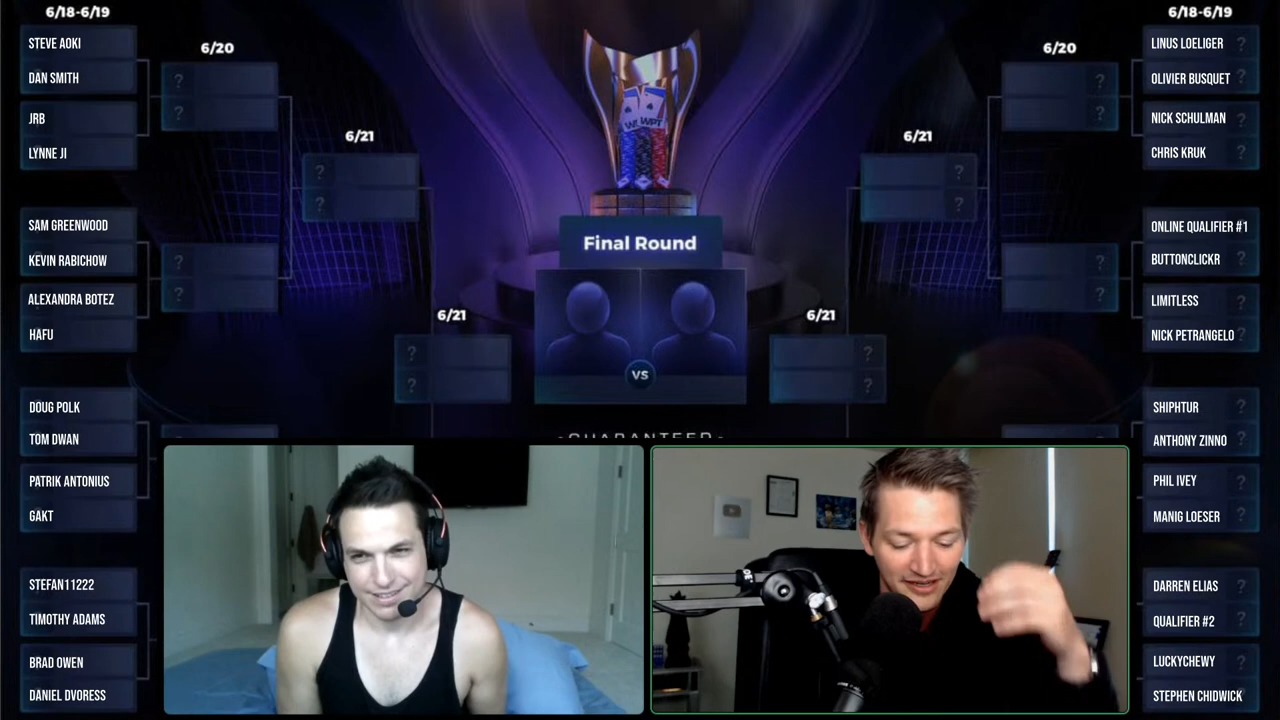 6/18-6/19
STEVE AOKI
DAN SMITH
JRB
LYNNE JI
SAM GREENWOOD
KEVIN RABICHOW
ALEXANDRA BOTEZ
HAFU
DOUG POLK
TOM DWAN
PATRIK ANTONIUS
GAKT
STEFAN11222
TIMOTHY ADAMS
BRAD OWEN
DANIEL DVORESS
6/20
?
?
?
?
6/21
?
?
6/21
?
?
WPT
Final Round
VS
GUARANTEED
6/21
?
?
6/21
?
?
6/20
?
?
?
?
6/18-6/19
LINUS LOELIGER ?
OLIVIER BUSQUET ?
NICK SCHULMAN ?
CHRIS KRUK ?
ONLINE QUALIFIER #1
BUTTONCLICKR ?
LIMITLESS ?
NICK PETRANGELO ?
SHIPHTUR ?
ANTHONY ZINNO ?
PHIL IVEY ?
MANIG LOESER ?
DARREN ELIAS ?
QUALIFIER #2 ?
LUCKYCHEWY ?
STEPHEN CHIDWICK ?